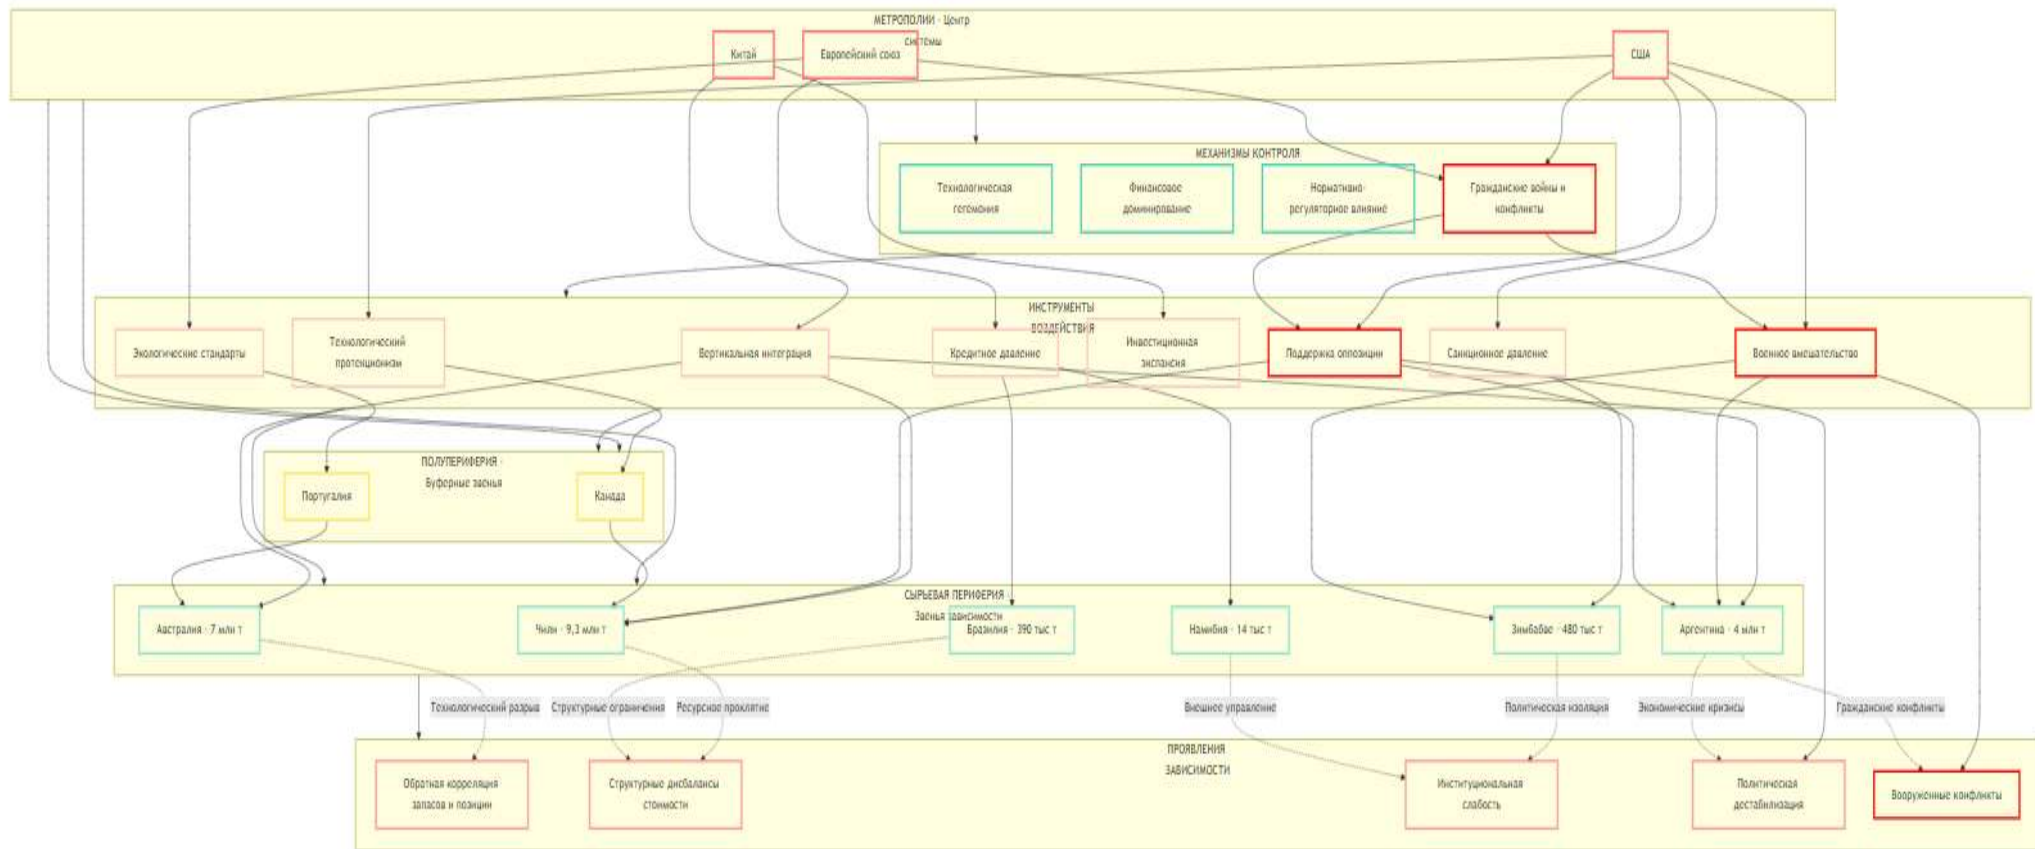 МЕТРОПОЛИИ - Центр
системы
Китай
Европейский союз
США
МЕХАНИЗМЫ КОНТРОЛЯ
Технологическая
гегемония
Финансовое
доминирование
Нормативно-
регуляторное влияние
Гражданские войны и
конфликты
ИНСТРУМЕНТЫ
ВОЗДЕЙСТВИЯ
Экологические стандарты
Технологический
протекционизм
Вертикальная интеграция
Кредитное давление
Инвестиционная
экспансия
Поддержка оппозиции
Санкционное давление
Военное вмешательство
ПОЛУПЕРИФЕРИЯ -
Буферные звенья
Португалия
Канада
СЫРЬЕВАЯ ПЕРИФЕРИЯ -
Звенья зависимости
Австралия - 7 млн т
Чили - 9,3 млн т
Бразилия - 390 тыс т
Намибия - 14 тыс т
Зимбабве - 480 тыс т
Аргентина - 4 млн т
Технологический разрыв
Структурные ограничения
Ресурсное проклятие
Внешнее управление
Политическая изоляция
Экономические кризисы
Гражданские конфликты
ПРОЯВЛЕНИЯ
ЗАВИСИМОСТИ
Обратная корреляция
запасов и позиции
Структурные дисбалансы
стоимости
Институциональная
слабость
Политическая
дестабилизация
Вооруженные конфликты